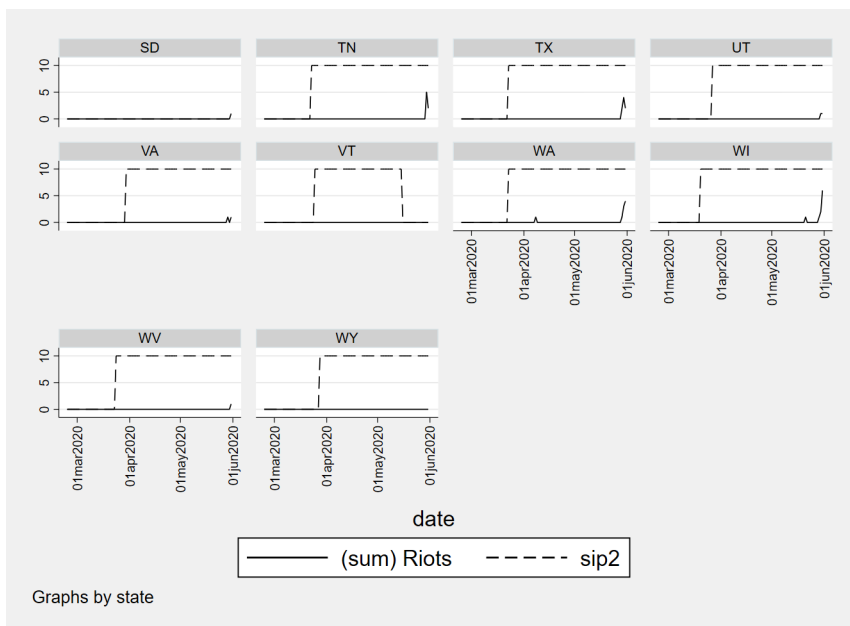 SD TN TX UT
10
5
0
VA VT WA WI
10
5
0
01mar2020 01apr2020 01may2020 01jun2020 01mar2020 01apr2020 01may2020 01jun2020
WV WY
10
5
0
01mar2020 01apr2020 01may2020 01jun2020 01mar2020 01apr2020 01may2020 01jun2020
date
(sum) Riots sip2
Graphs by state